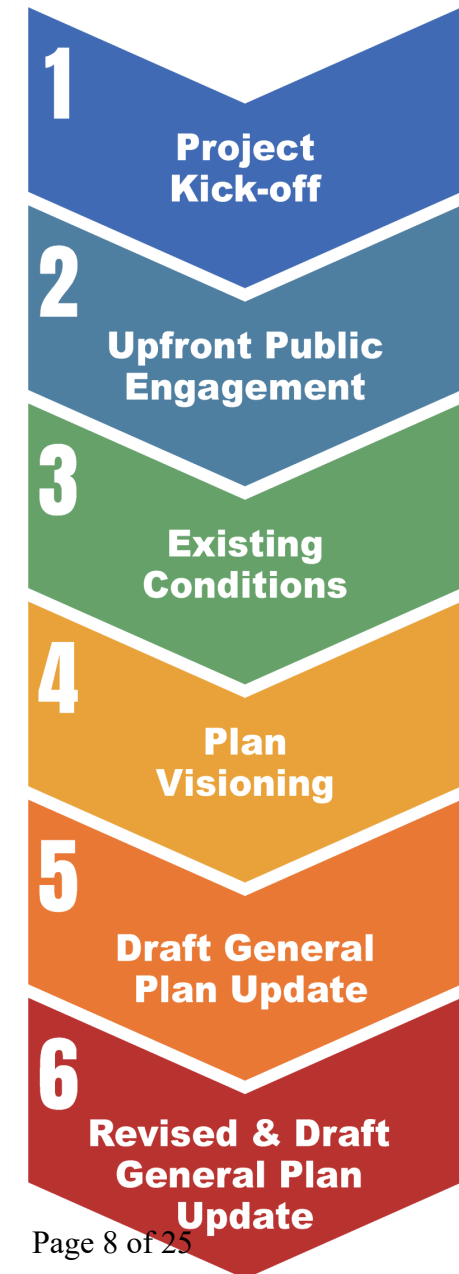 1
Project
Kick-off
2
Upfront Public
Engagement
3
Existing
Conditions
4
Plan
Visioning
5
Draft General
Plan Update
6
Revised & Draft
General Plan
Update
Page 8 of 25